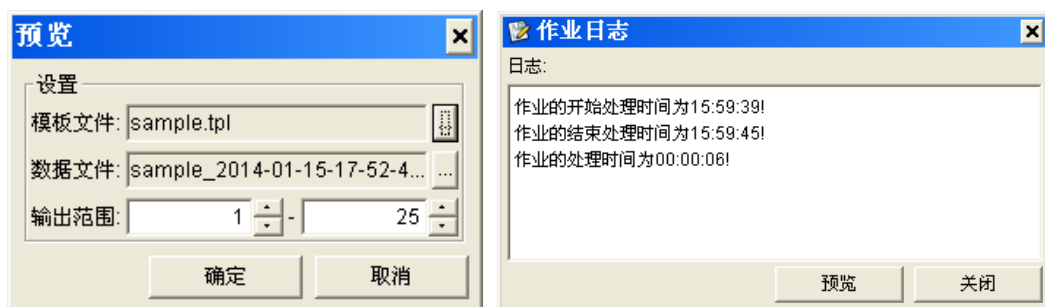 预览
设置
模板文件: sample.tpl
数据文件: sample_2014-01-15-17-52-4... ...
输出范围: 1 - 25
确定 取消
作业日志
日志:
作业的开始处理时间为15:59:39!
作业的结束处理时间为15:59:45!
作业的处理时间为00:00:06!
预览 关闭